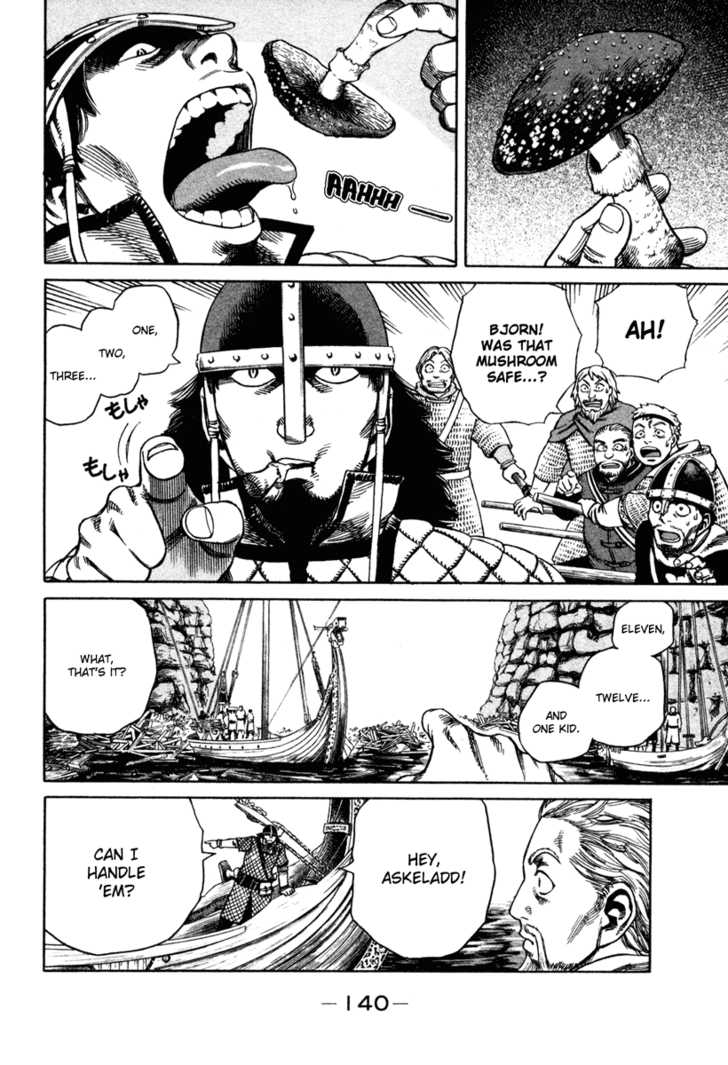 AAHHH
AH!
BJORN!
WAS THAT
MUSHROOM
SAFE...?
もしゃ
もしゃ
ONE,
TWO,
THREE...
ELEVEN,
TWELVE...
AND
ONE KID.
WHAT,
THAT'S IT?
HEY,
ASKELADD!
CAN I
HANDLE
'EM?
–140–